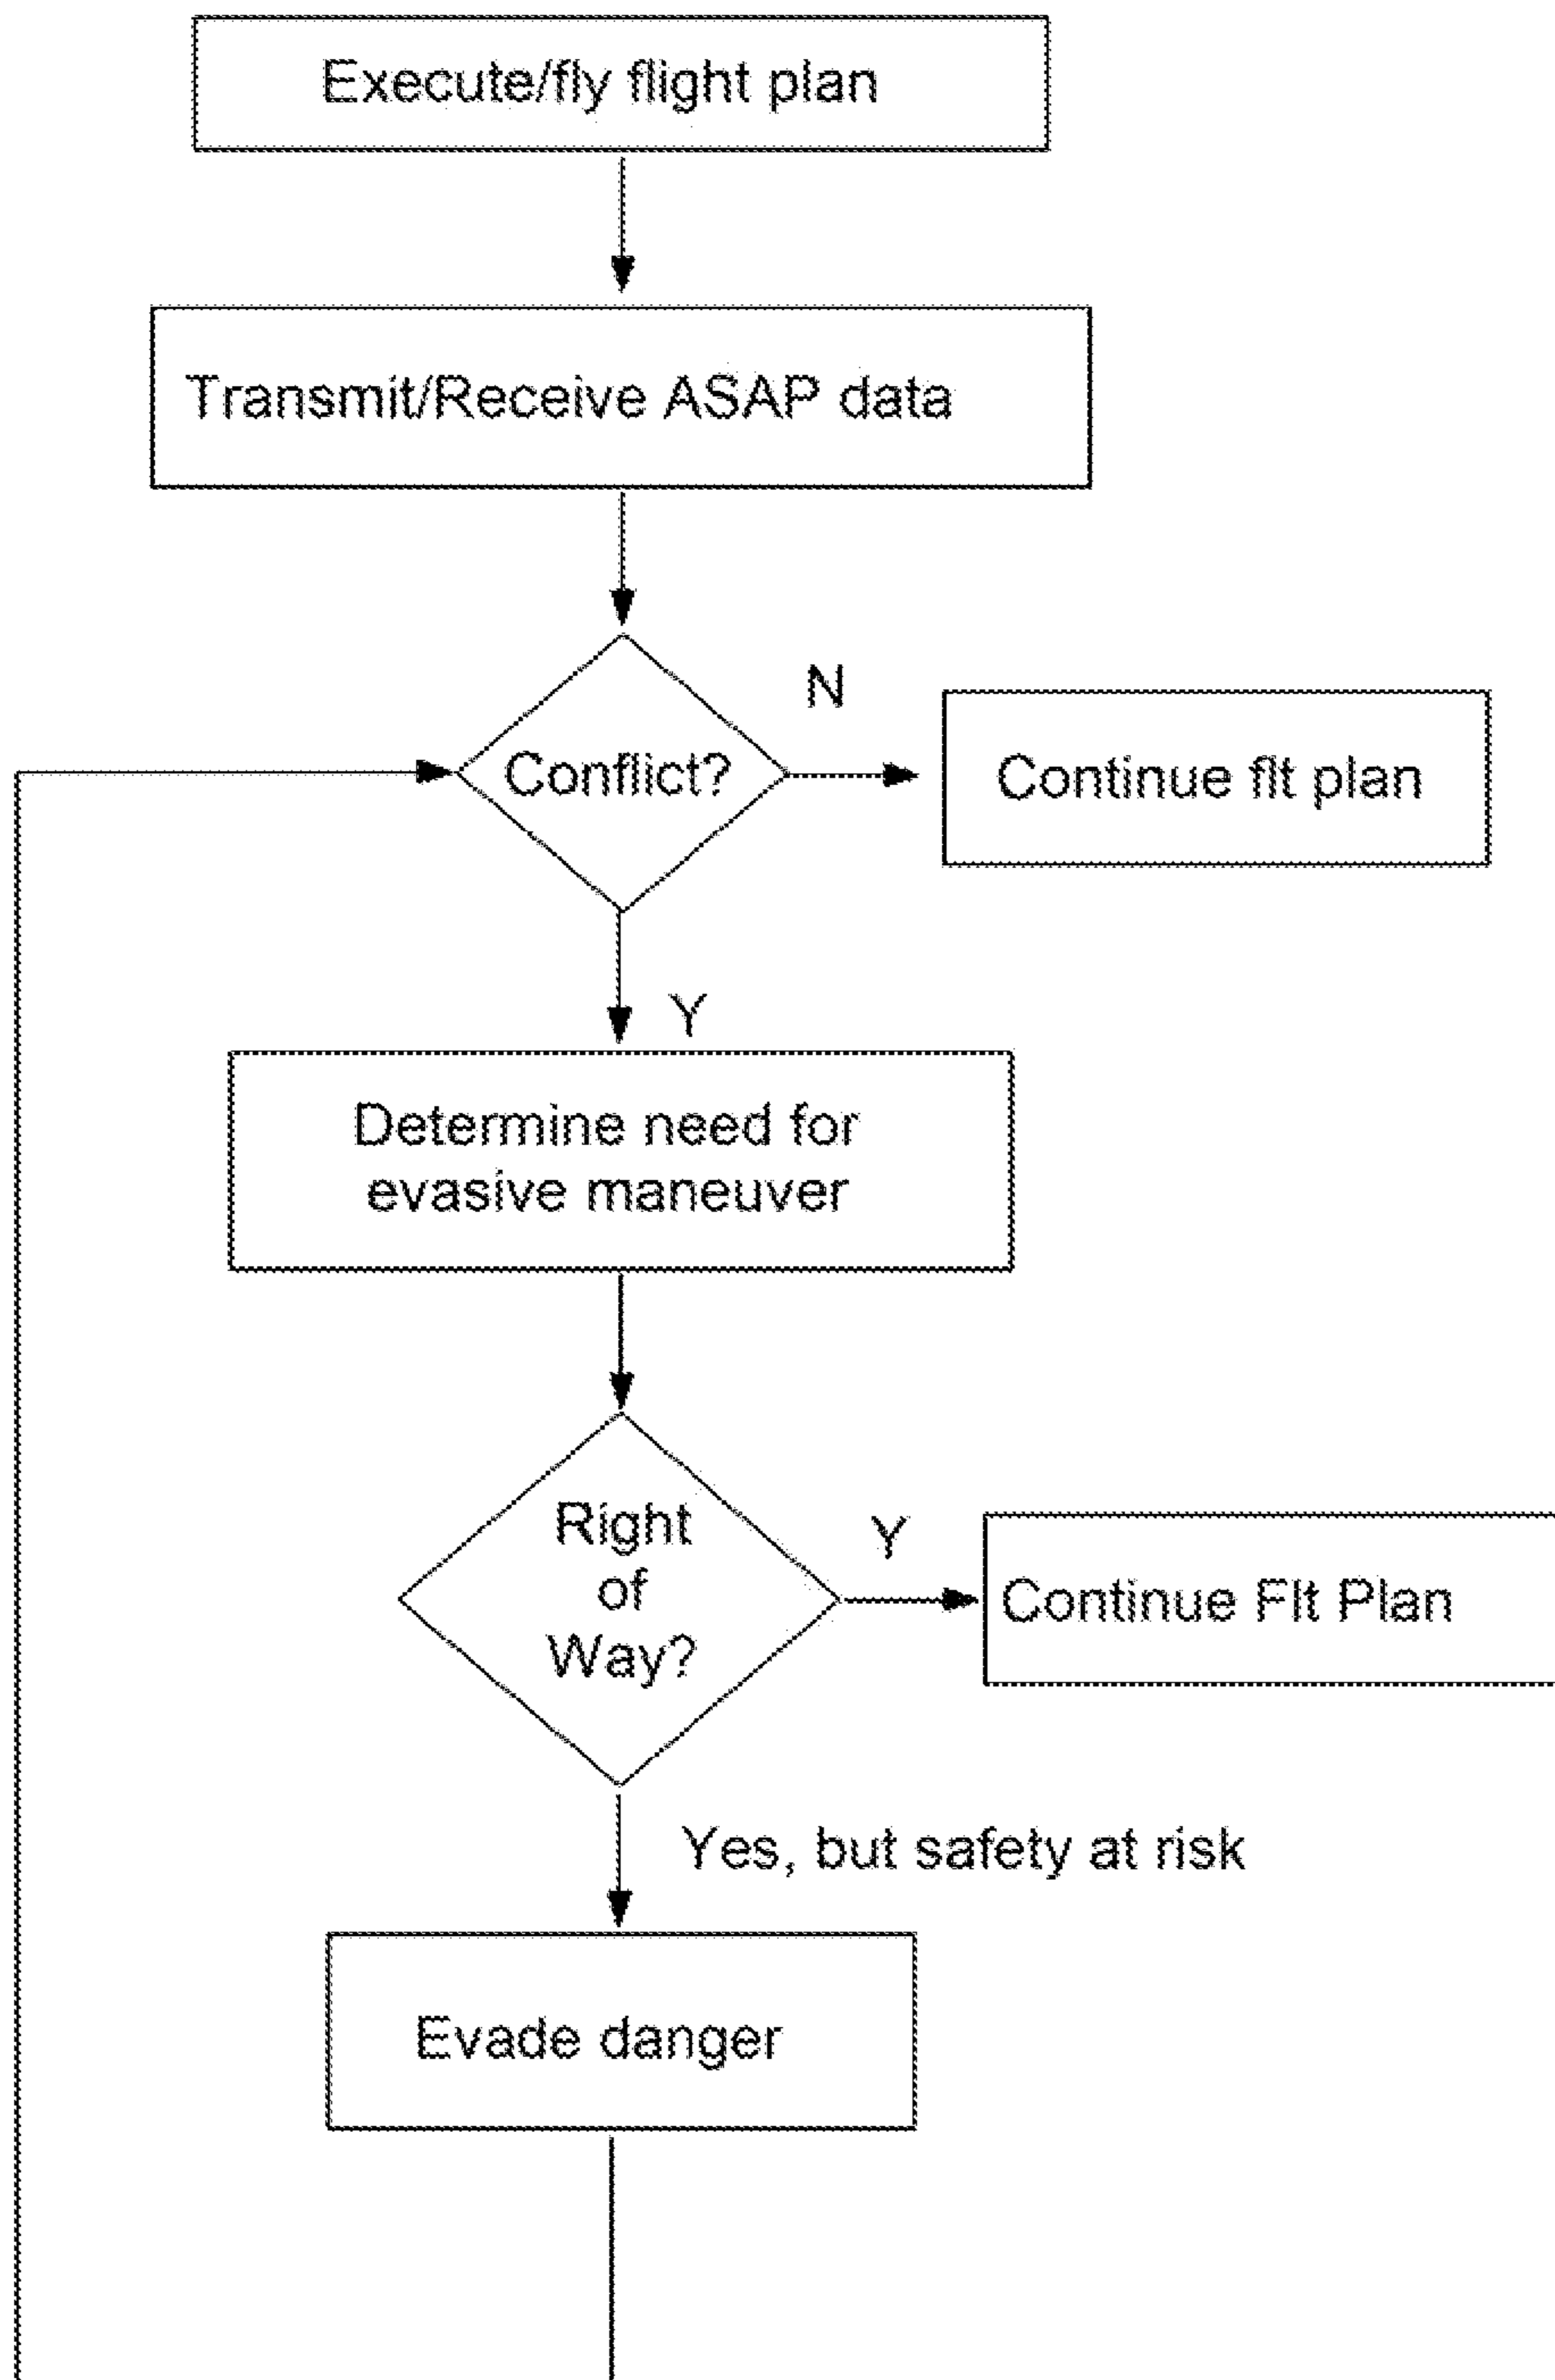 Execute/fly flight plan
Transmit/Receive ASAP data
N
Conflict?
Continue flt plan
Y
Determine need for
evasive maneuver
Right
of
Way?
Y
Continue Flt Plan
Yes, but safety at risk
Evade danger